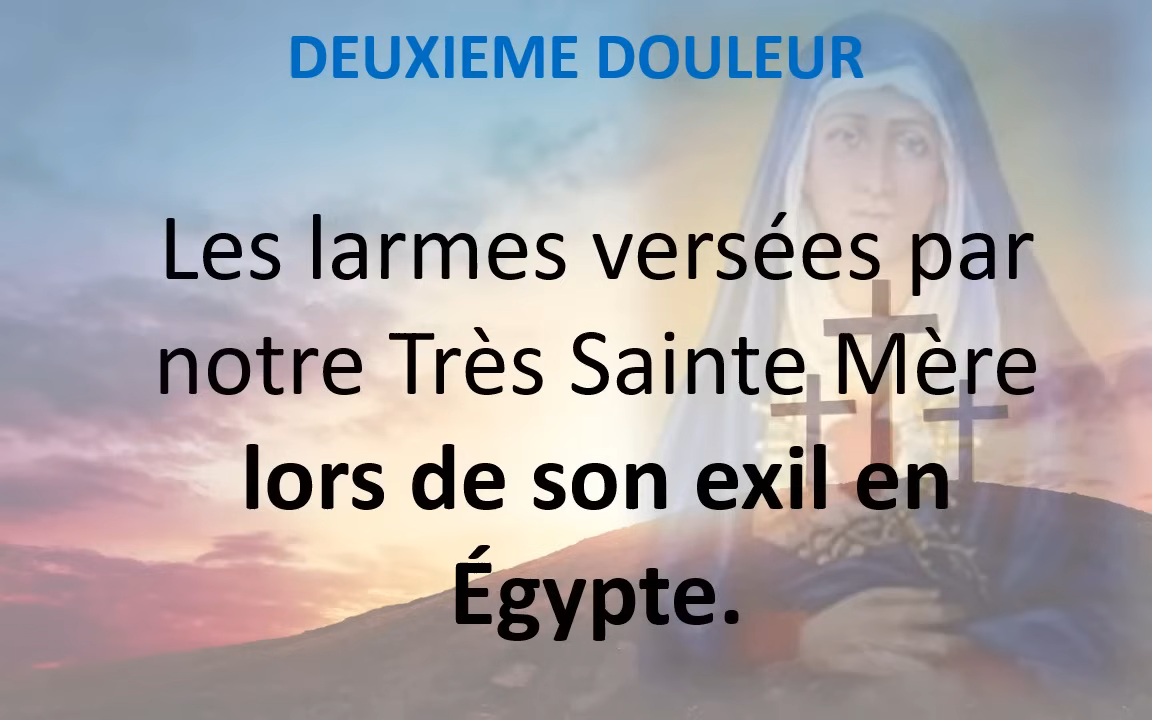 DEUXIEME DOULEUR
Les larmes versées par
notre Très Sainte Mère
lors de son exil en
Égypte.